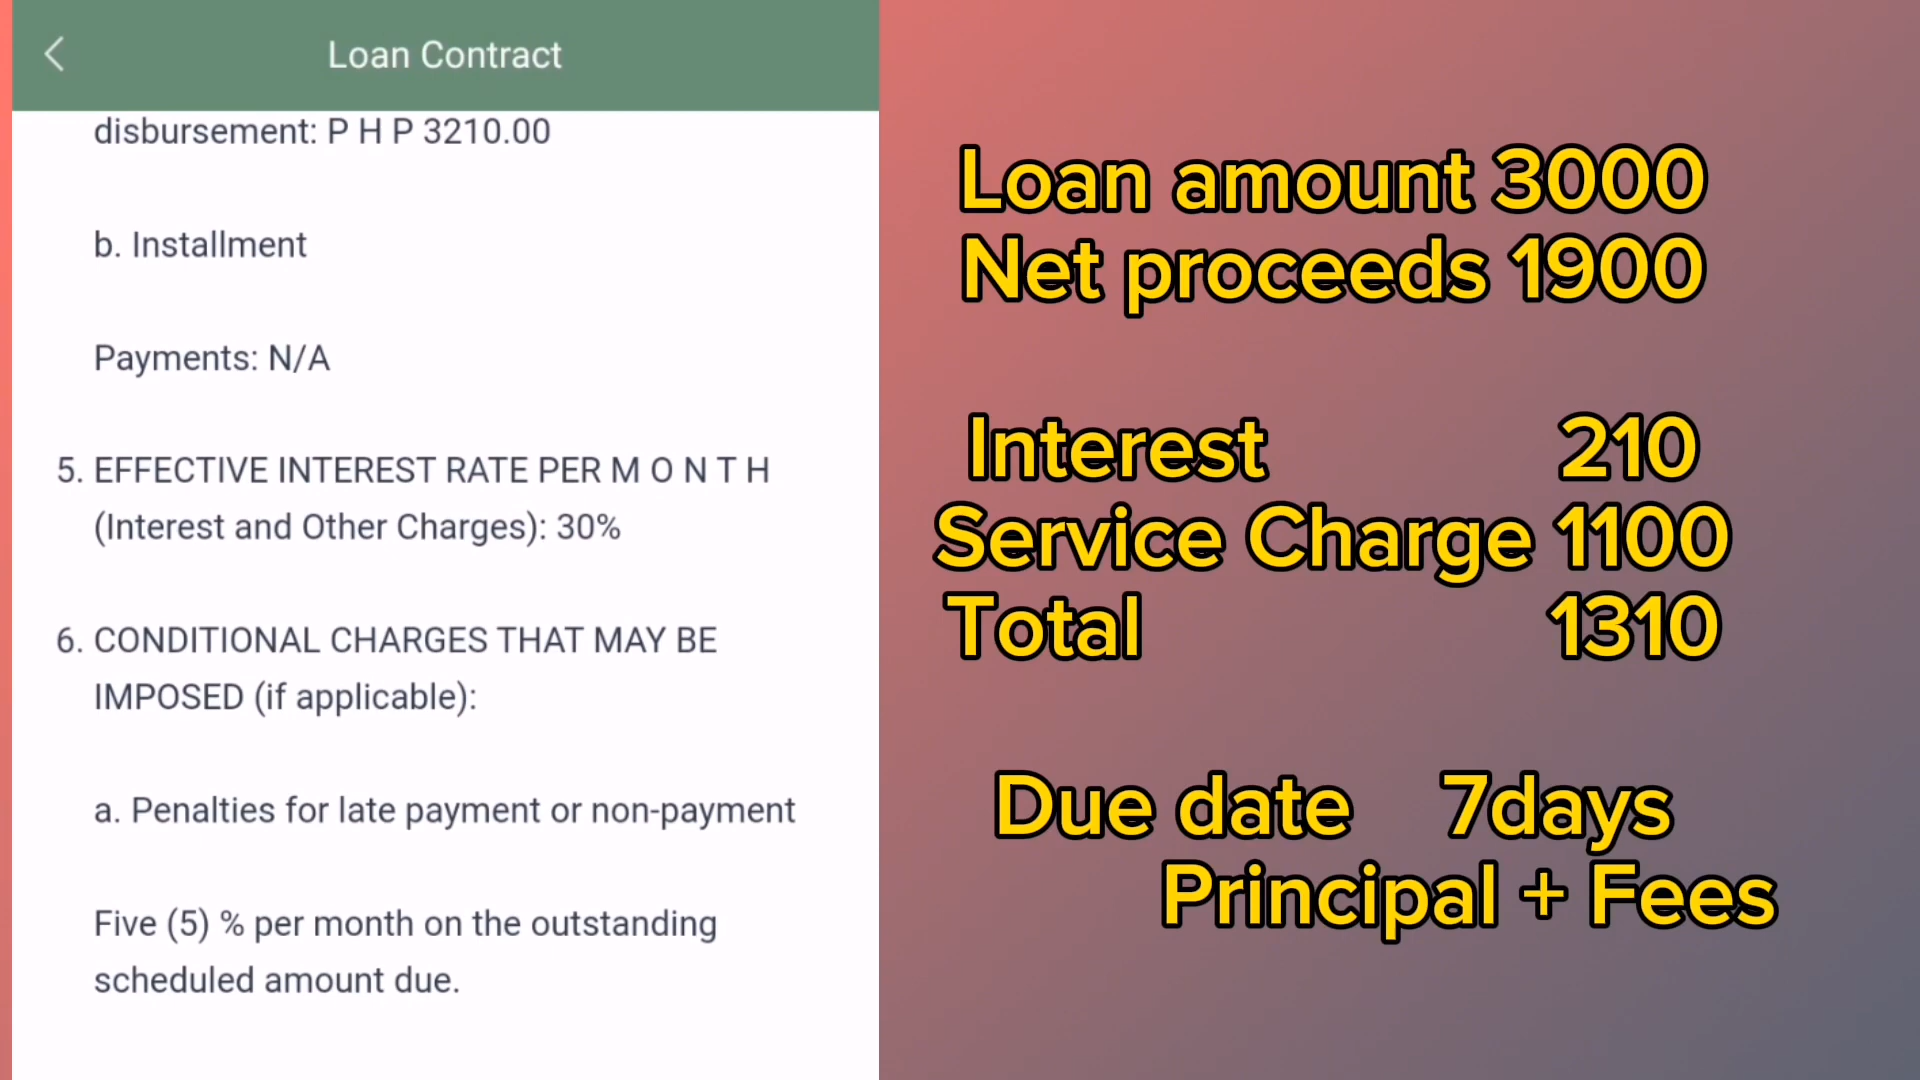 Loan Contract
disbursement: P H P 3210.00
b. Installment
Payments: N/A
5. EFFECTIVE INTEREST RATE PER M O N T H
(Interest and Other Charges): 30%
6. CONDITIONAL CHARGES THAT MAY BE
IMPOSED (if applicable):
a. Penalties for late payment or non-payment
Five (5) % per month on the outstanding
scheduled amount due.
Loan amount 3000
Net proceeds 1900
Interest 210
Service Charge 1100
Total 1310
Due date 7days
Principal + Fees